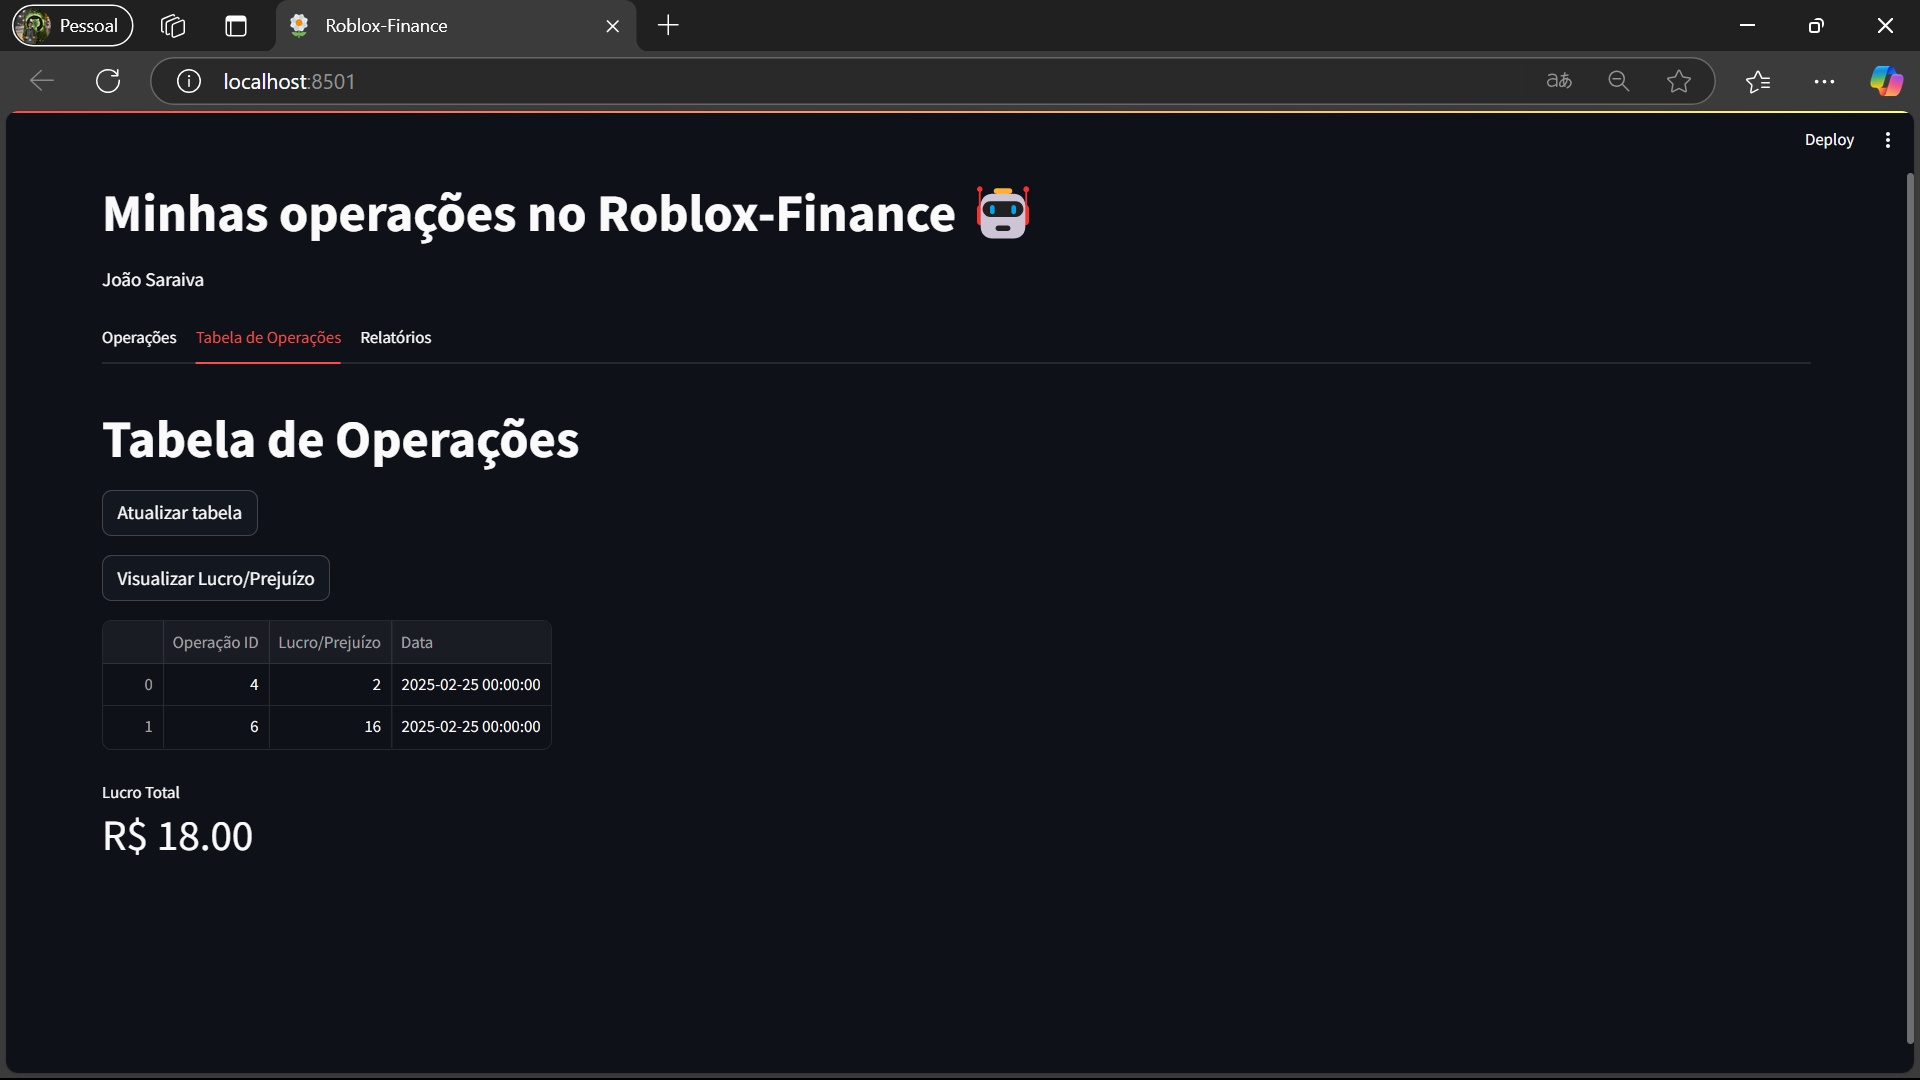 Pessoal
Roblox-Finance
localhost:8501
aあ
Deploy
Minhas operações no Roblox-Finance
João Saraiva
Operações Tabela de Operações Relatórios
Tabela de Operações
Atualizar tabela
Visualizar Lucro/Prejuízo
Operação ID Lucro/Prejuízo Data
0 4 2 2025-02-25 00:00:00
1 6 16 2025-02-25 00:00:00
Lucro Total
R$ 18.00